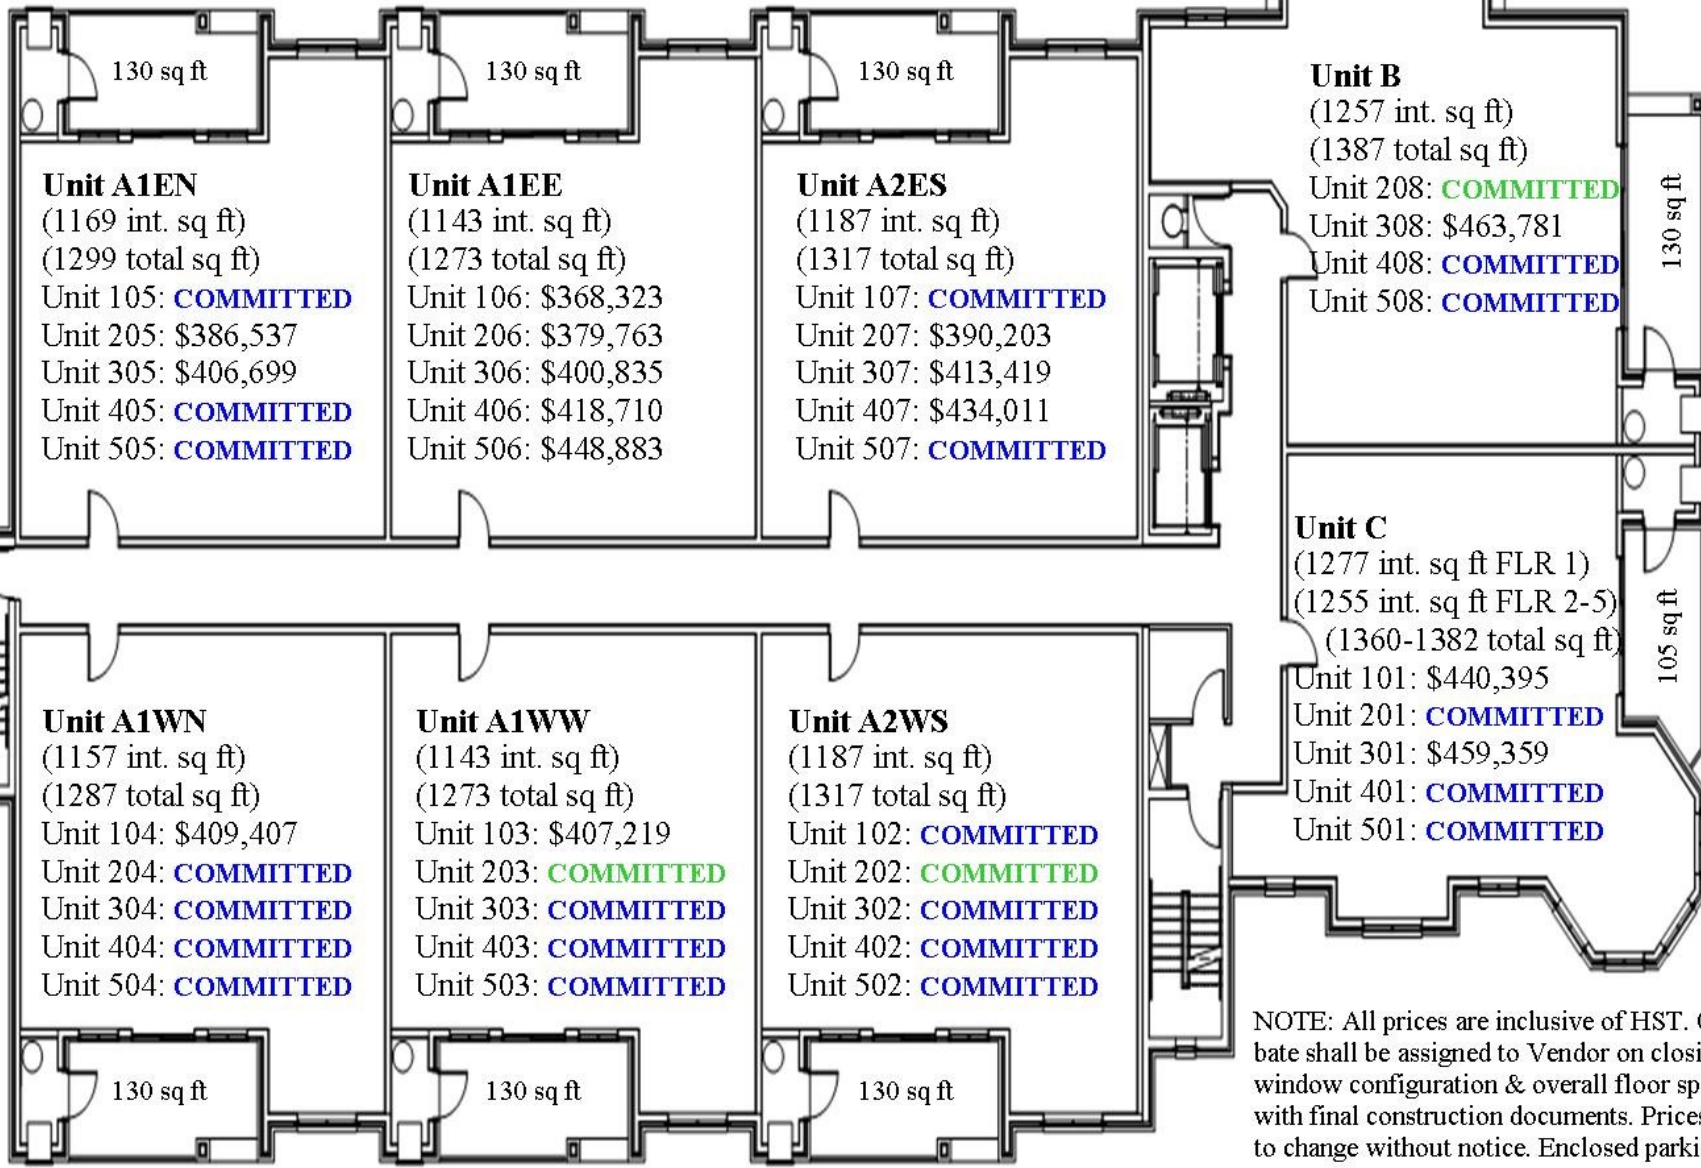 130 sq ft
130 sq ft
130 sq ft
Unit A1EN
(1169 int. sq ft)
(1299 total sq ft)
Unit 105: COMMITTED
Unit 205: $386,537
Unit 305: $406,699
Unit 405: COMMITTED
Unit 505: COMMITTED
Unit A1EE
(1143 int. sq ft)
(1273 total sq ft)
Unit 106: $368,323
Unit 206: $379,763
Unit 306: $400,835
Unit 406: $418,710
Unit 506: $448,883
Unit A2ES
(1187 int. sq ft)
(1317 total sq ft)
Unit 107: COMMITTED
Unit 207: $390,203
Unit 307: $413,419
Unit 407: $434,011
Unit 507: COMMITTED
Unit B
(1257 int. sq ft)
(1387 total sq ft)
Unit 208: COMMITTED
Unit 308: $463,781
Unit 408: COMMITTED
Unit 508: COMMITTED
130 sq ft
Unit C
(1277 int. sq ft FLR 1)
(1255 int. sq ft FLR 2-5)
(1360-1382 total sq ft)
Unit 101: $440,395
Unit 201: COMMITTED
Unit 301: $459,359
Unit 401: COMMITTED
Unit 501: COMMITTED
105 sq ft
Unit A1WN
(1157 int. sq ft)
(1287 total sq ft)
Unit 104: $409,407
Unit 204: COMMITTED
Unit 304: COMMITTED
Unit 404: COMMITTED
Unit 504: COMMITTED
Unit A1WW
(1143 int. sq ft)
(1273 total sq ft)
Unit 103: $407,219
Unit 203: COMMITTED
Unit 303: COMMITTED
Unit 403: COMMITTED
Unit 503: COMMITTED
Unit A2WS
(1187 int. sq ft)
(1317 total sq ft)
Unit 102: COMMITTED
Unit 202: COMMITTED
Unit 302: COMMITTED
Unit 402: COMMITTED
Unit 502: COMMITTED
130 sq ft
130 sq ft
130 sq ft
NOTE: All prices are inclusive of HST.
bate shall be assigned to Vendor on closi
window configuration & overall floor sp
with final construction documents. Prices
to change without notice. Enclosed parki